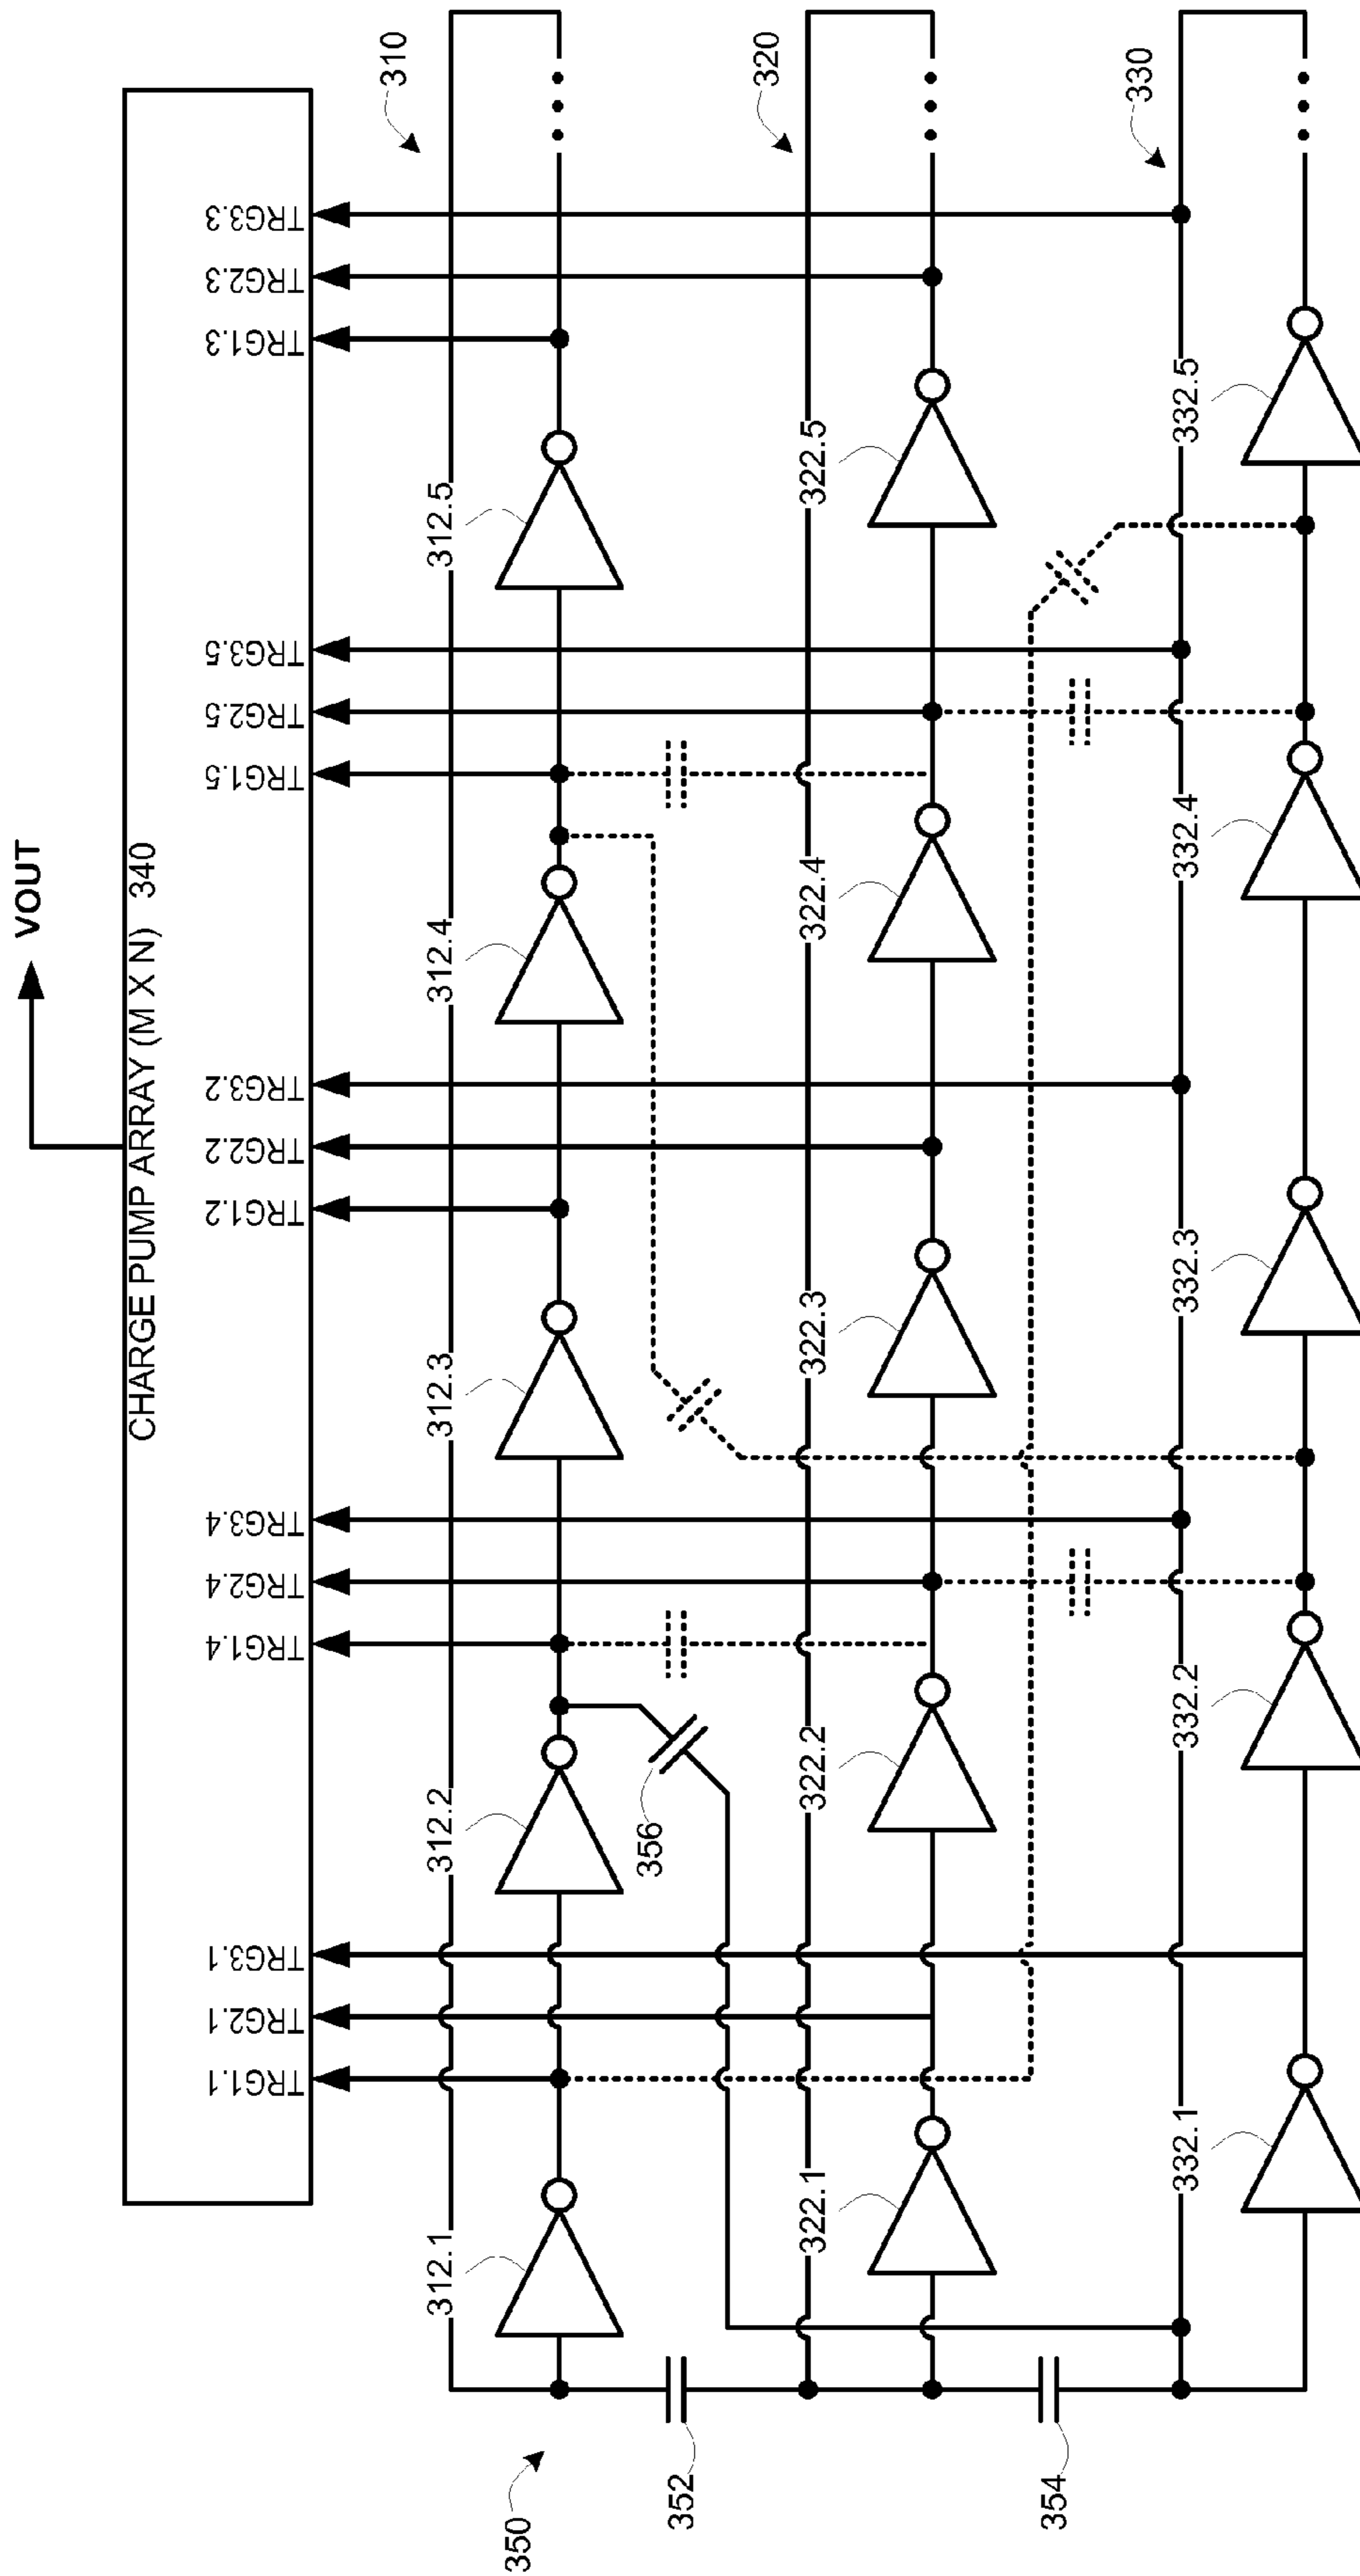 VOUT
CHARGE PUMP ARRAY (M X N) 340
TRG1.1
TRG2.1
TRG3.1
TRG1.4
TRG2.4
TRG3.4
TRG1.2
TRG2.2
TRG3.2
TRG1.5
TRG2.5
TRG3.5
TRG1.3
TRG2.3
TRG3.3
310
312.1
312.2
312.3
312.4
312.5
350
352
356
320
322.1
322.2
322.3
322.4
322.5
354
330
332.1
332.2
332.3
332.4
332.5